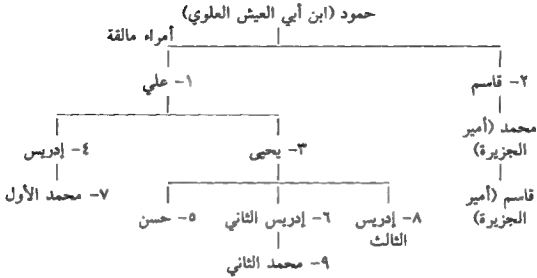 حمود (ابن أبي العيش العلوي)
أمراء مالقة
٢- قاسم
١- علي
محمد (أمير
الجزيرة)
٣- يحيى
٤- إدريس
قاسم (أمير
الجزيرة)
٨- إدريس
الثالث
٦- إدريس الثاني
٥- حسن
٧- محمد الأول
٩- محمد الثاني